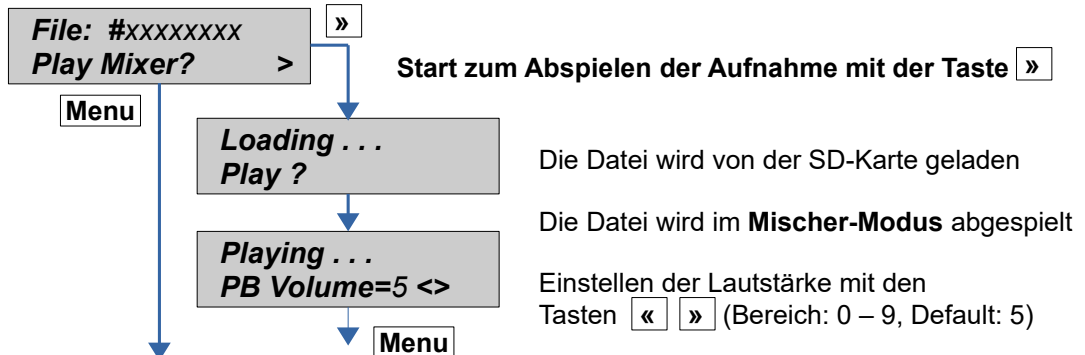 File: #xxxxxxxx
Play Mixer? >
»
Start zum Abspielen der Aufnahme mit der Taste »
Menu
Loading . . .
Play ?
Die Datei wird von der SD-Karte geladen
Die Datei wird im Mischer-Modus abgespielt
Playing . . .
PB Volume=5 <>
Einstellen der Lautstärke mit den
Tasten « » (Bereich: 0 – 9, Default: 5)
Menu